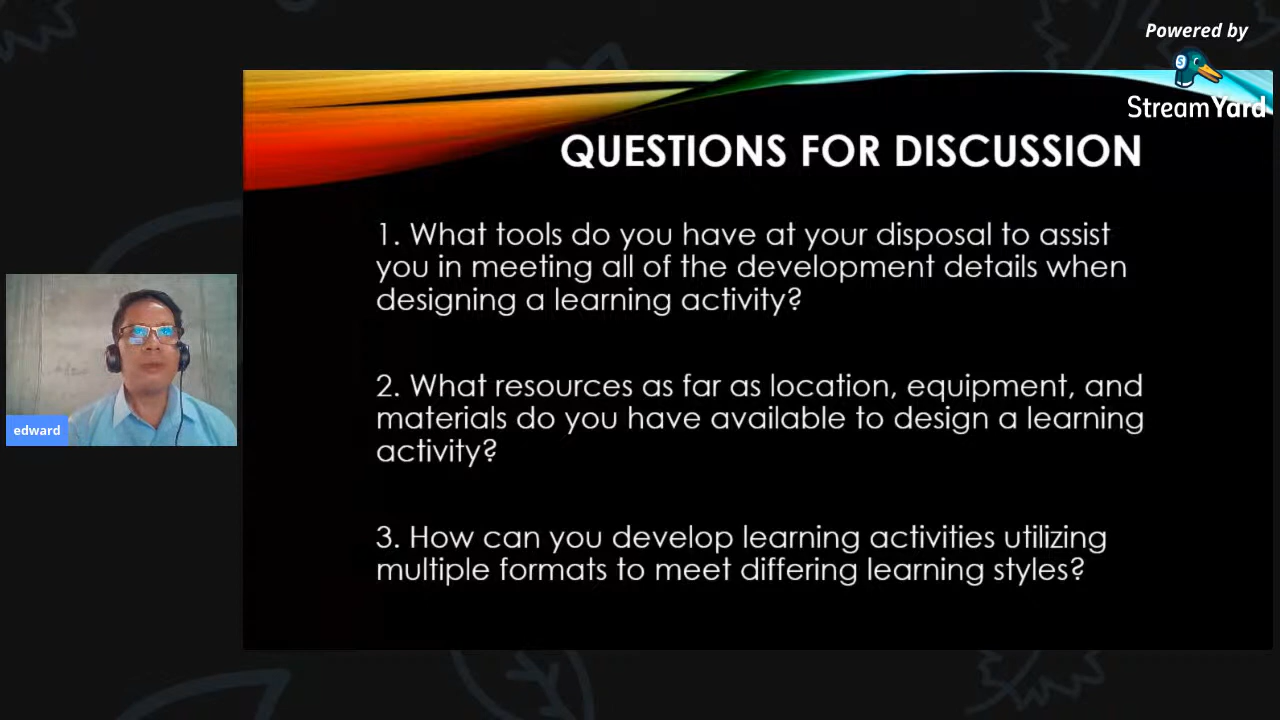 Powered by
StreamYard
QUESTIONS FOR DISCUSSION
1. What tools do you have at your disposal to assist
you in meeting all of the development details when
designing a learning activity?
2. What resources as far as location, equipment, and
materials do you have available to design a learning
activity?
3. How can you develop learning activities utilizing
multiple formats to meet differing learning styles?
edward